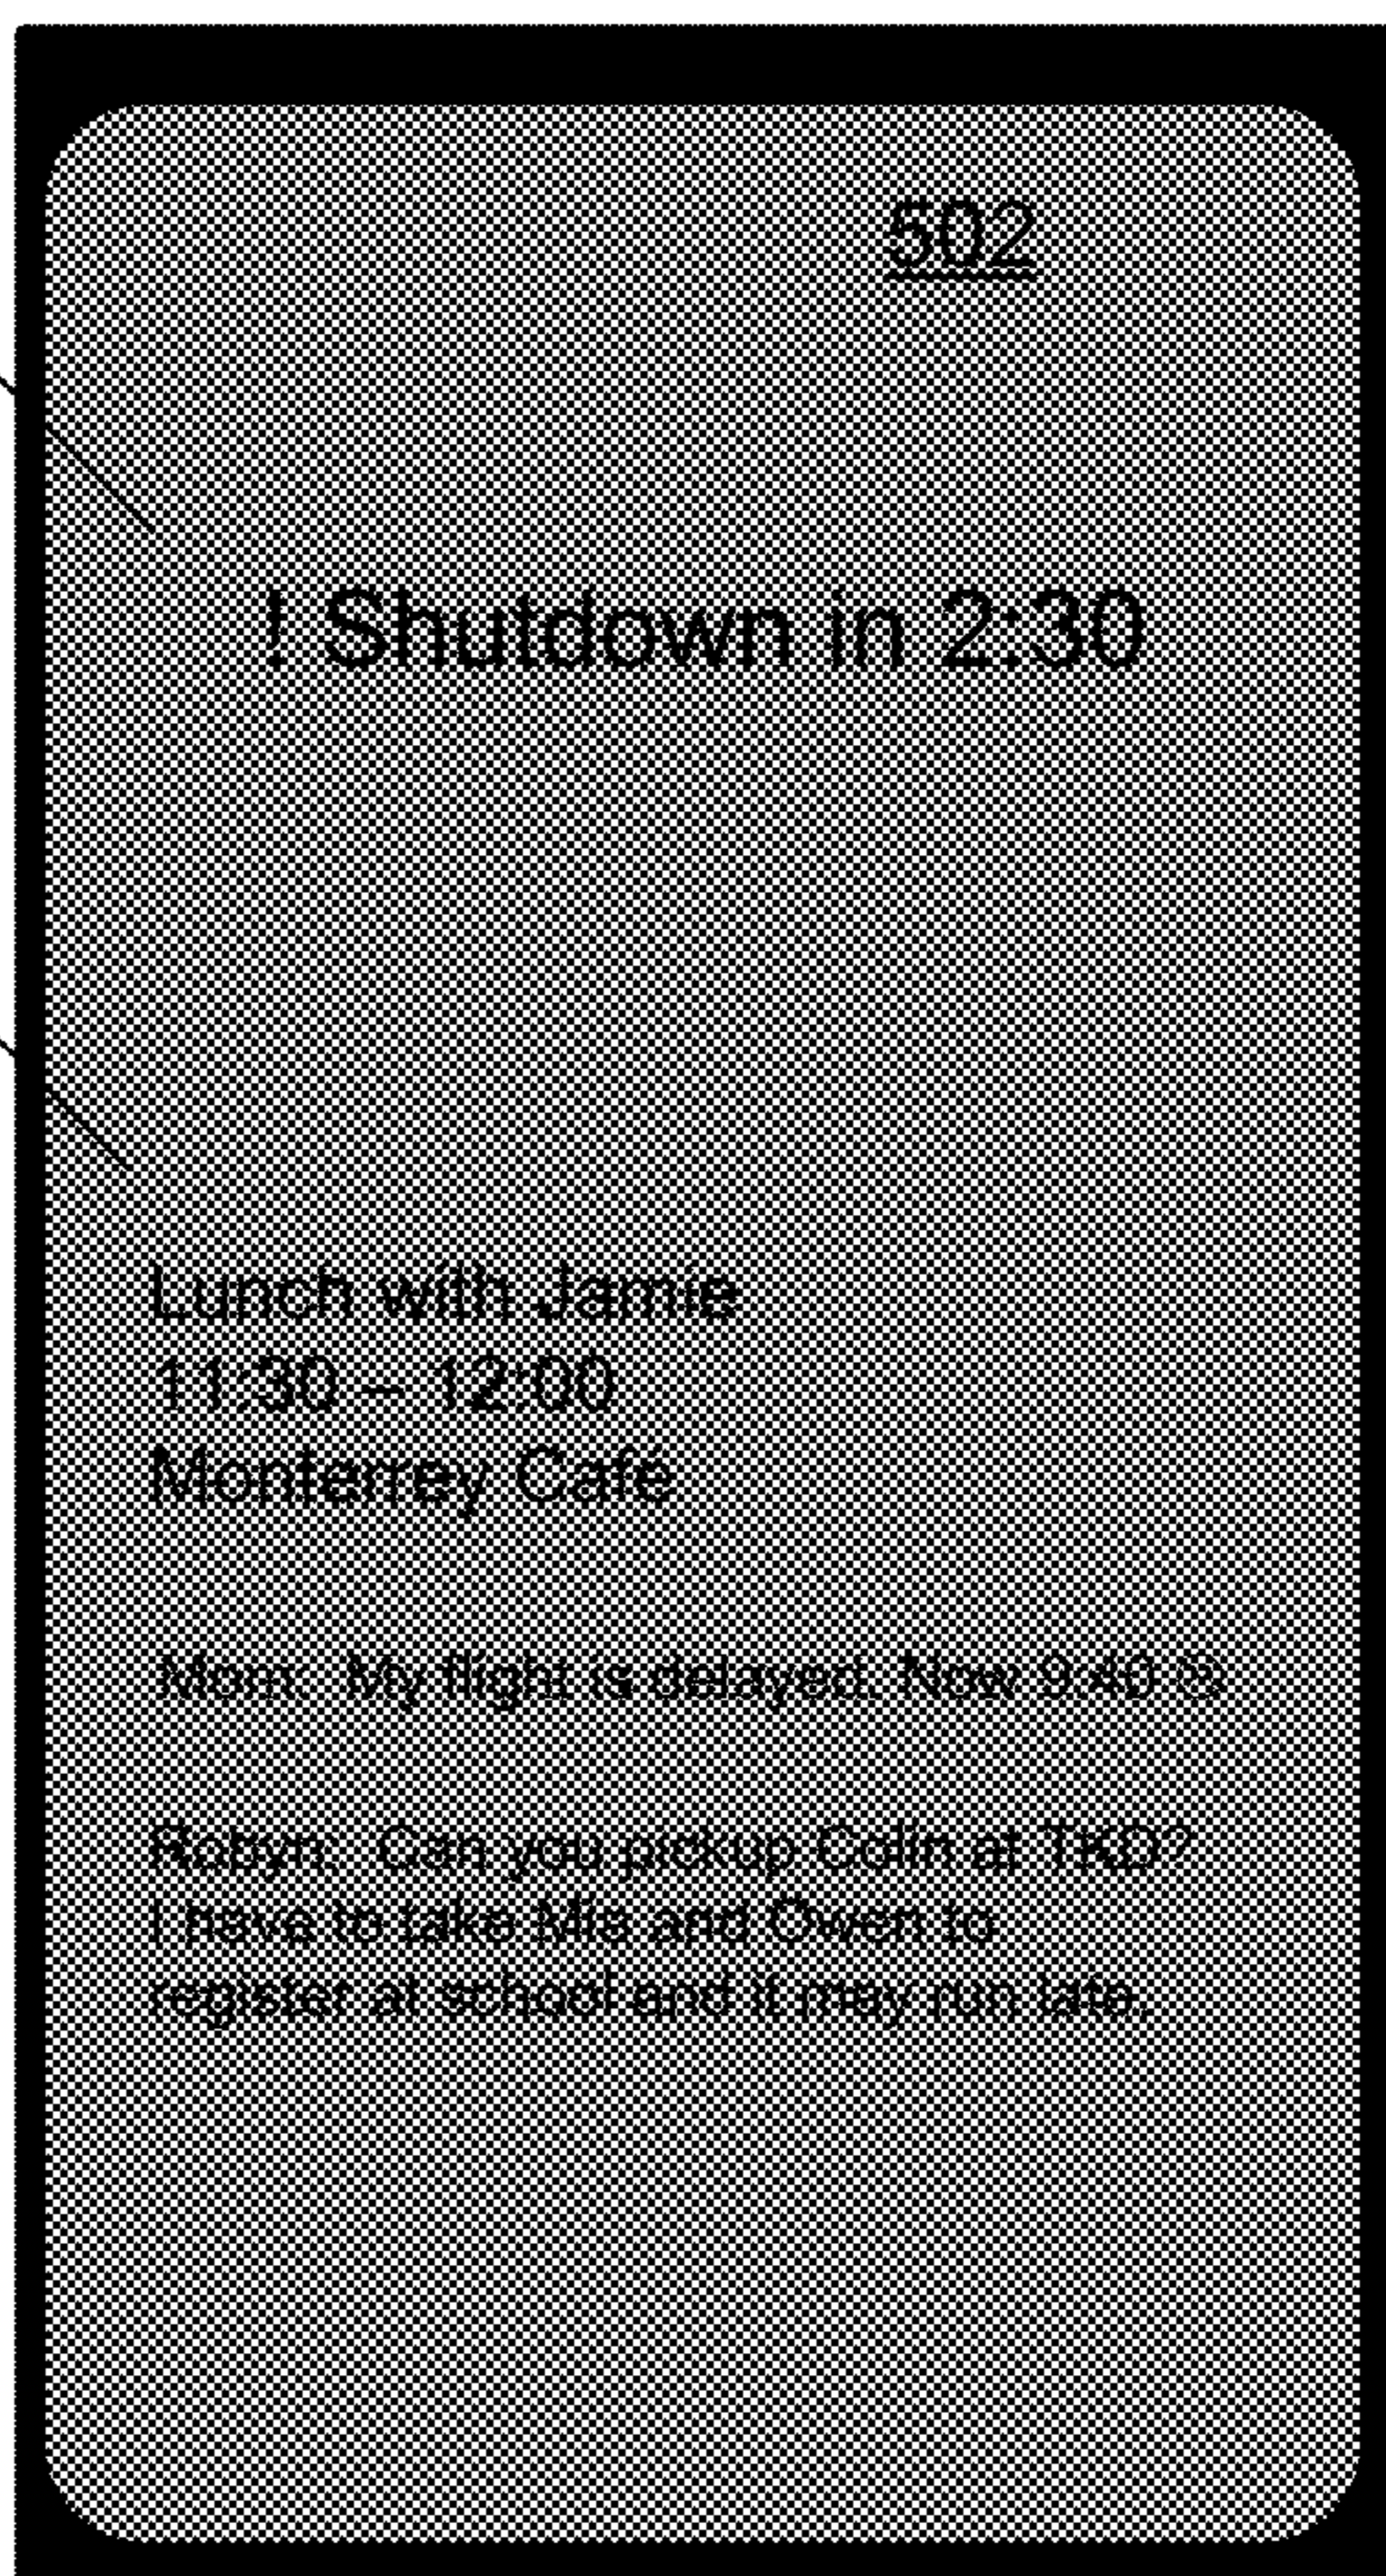 502
! Shutdown in 2:30
Lunch with Jamie
11:30 – 12:00
Monterrey Café
Mom: My flight is delayed. Now 9:40 ☹
Robyn: Can you pickup Colin at TKD?
I have to take Mia and Owen to
register at school and it may run late.